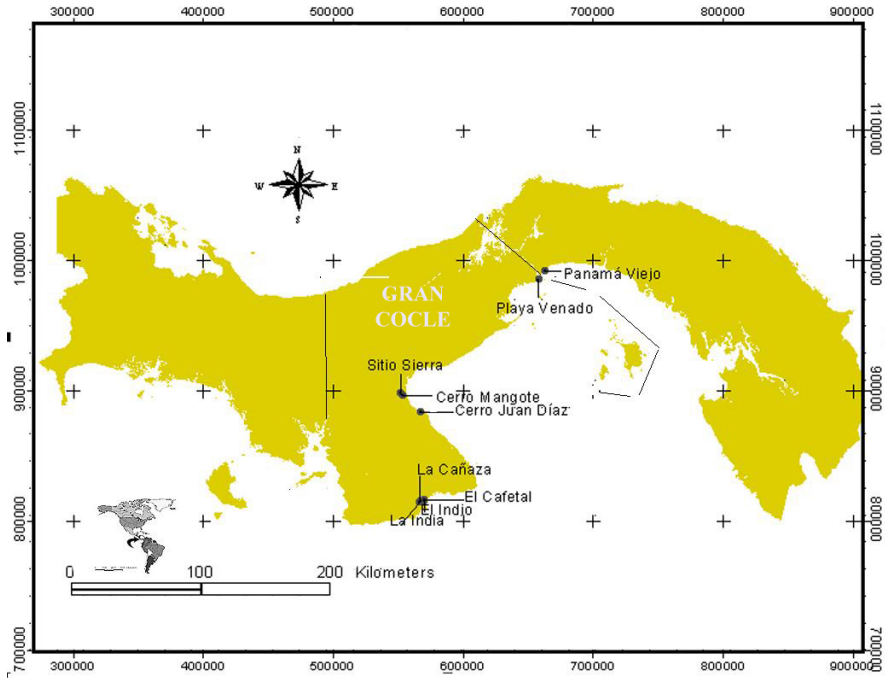 300000 400000 500000 600000 700000 800000 900000
1100000 1100000
N
W E
S
1000000 1000000
Panamá Viejo
GRAN
COCLE
Playa Venado
Sitio Sierra
900000 900000
Cerro Mangote
Cerro Juan Díaz
La Cañaza
El Cafetal
El Indio
La India
800000 800000
0 100 200 Kilometers
700000 700000
300000 400000 500000 600000 700000 800000 900000